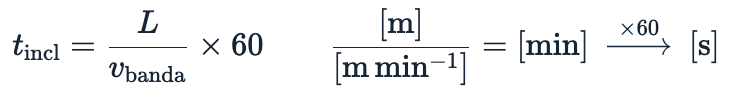 t_incl = L / v_banda × 60    [m] / [m min⁻¹] = [min] —×60→ [s]